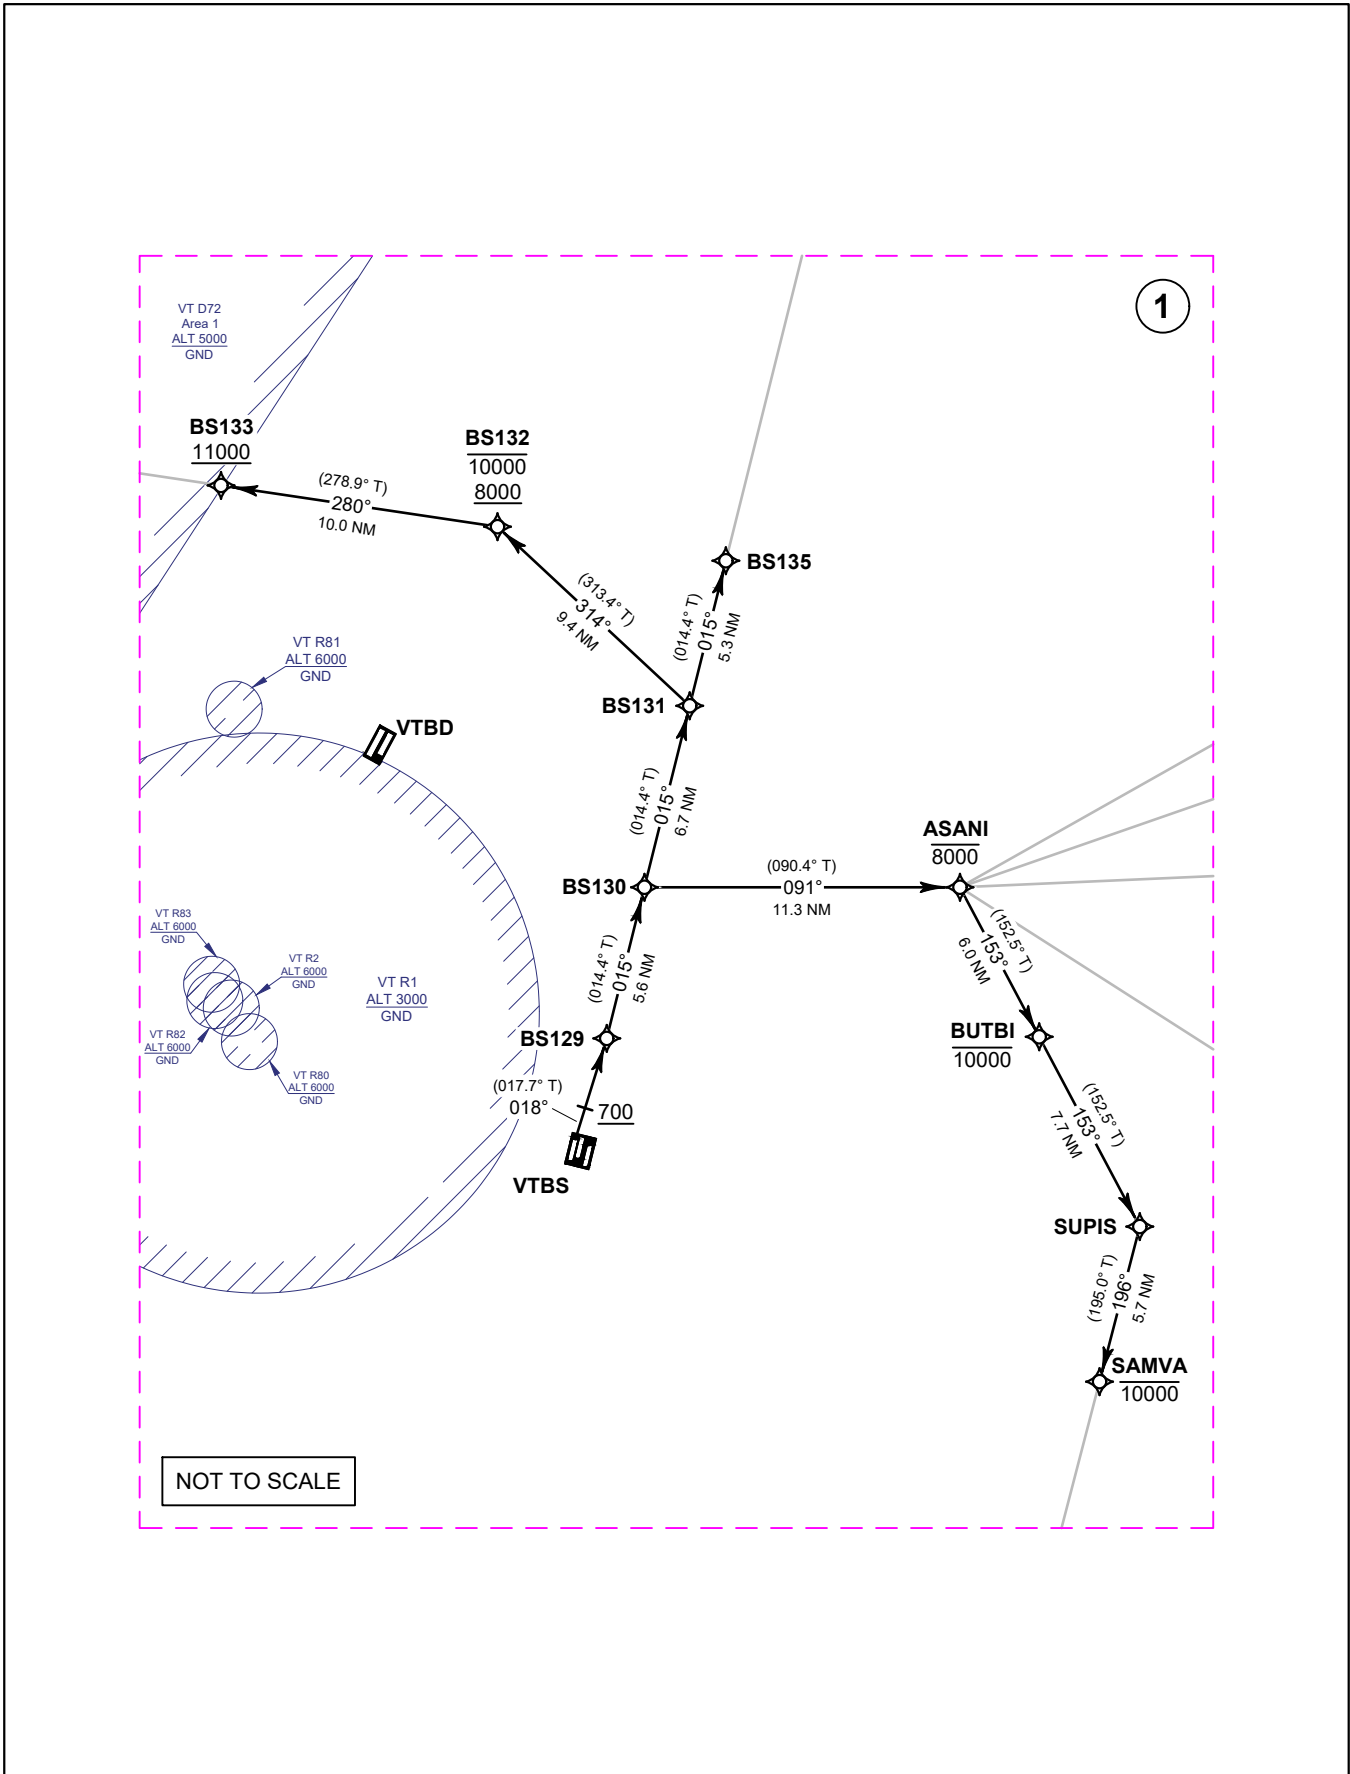 1
VT D72
Area 1
ALT 5000
GND
BS133
11000
BS132
10000
8000
(278.9° T)
280°
10.0 NM
BS135
(313.4° T)
314°
9.4 NM
(014.4° T)
015°
5.3 NM
VT R81
ALT 6000
GND
BS131
VTBD
(014.4° T)
015°
6.7 NM
ASANI
8000
(090.4° T)
091°
11.3 NM
BS130
VT R83
ALT 6000
GND
VT R2
ALT 6000
GND
VT R1
ALT 3000
GND
(014.4° T)
015°
5.6 NM
(152.5° T)
153°
6.0 NM
VT R82
ALT 6000
GND
BS129
BUTBI
10000
VT R80
ALT 6000
GND
(017.7° T)
018°
700
(152.5° T)
153°
7.7 NM
VTBS
SUPIS
(195.0° T)
196°
5.7 NM
SAMVA
10000
NOT TO SCALE